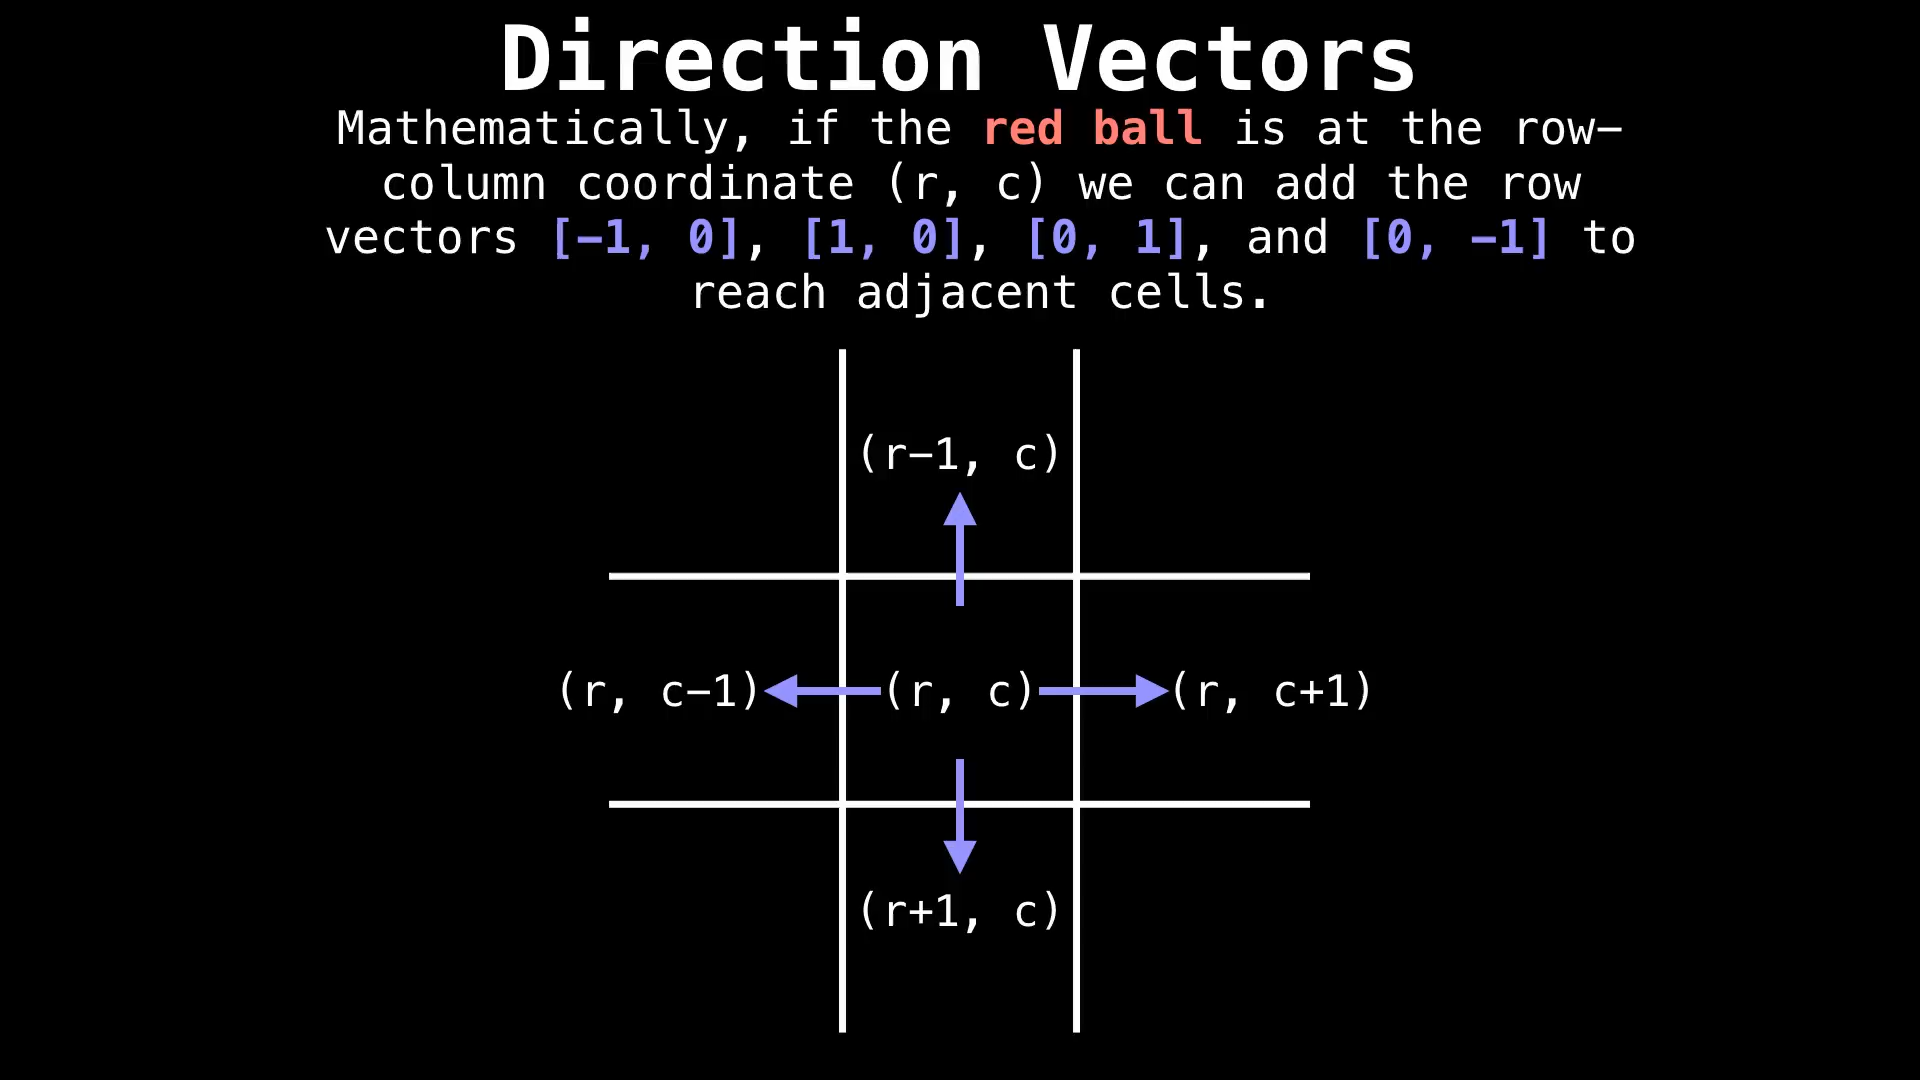 Direction Vectors
Mathematically, if the red ball is at the row-
column coordinate (r, c) we can add the row
vectors [-1, 0], [1, 0], [0, 1], and [0, -1] to
reach adjacent cells.
(r-1, c)
(r, c-1) (r, c) (r, c+1)
(r+1, c)